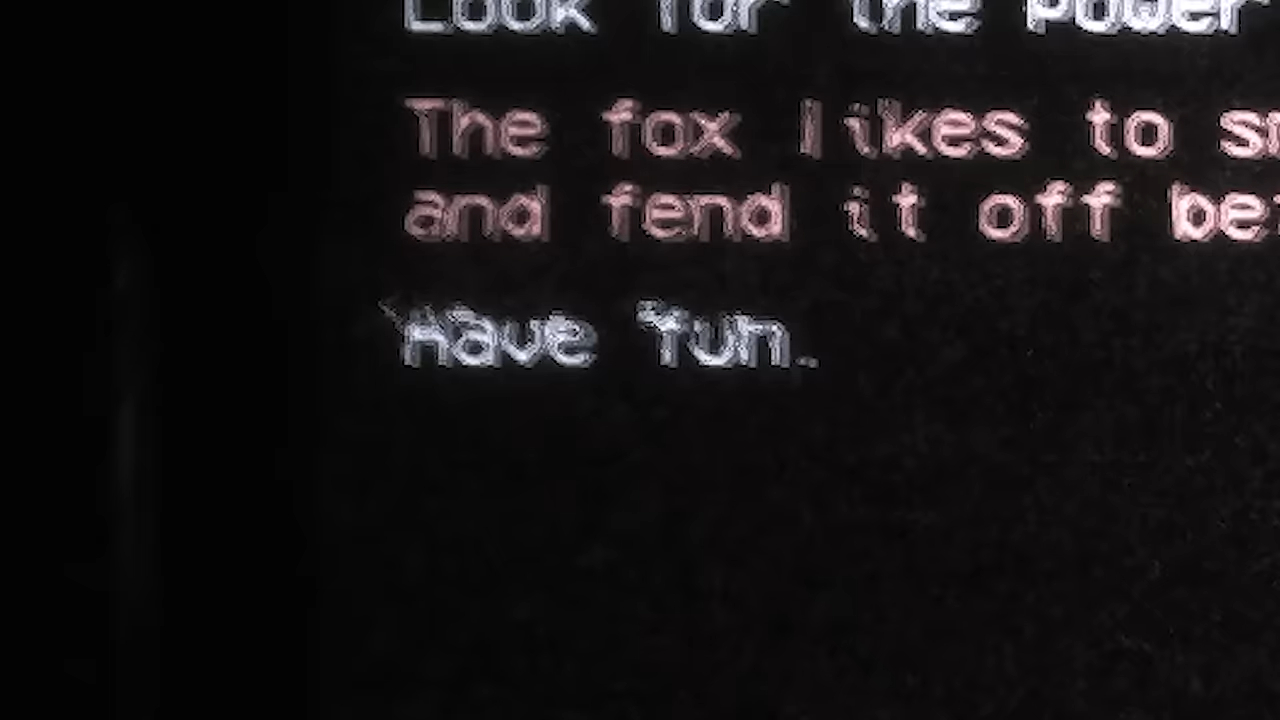 Look for the power
The fox likes to
and fend it off
Have fun.